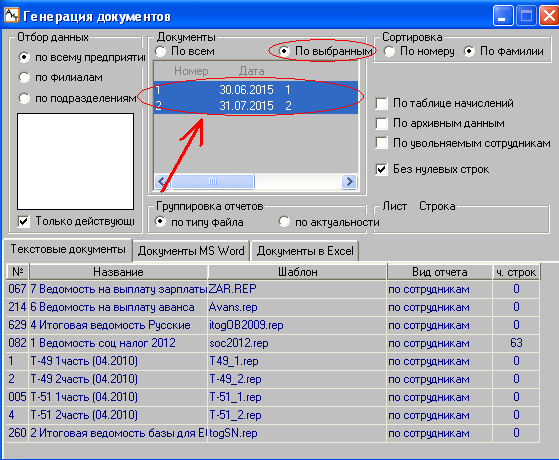 Генерация документов
Отбор данных
по всему предприяти
по филиалам
по подразделениям
Только действующ
Документы
По всем
По выбранным
Номер Дата
1 30.06.2015 1
2 31.07.2015 2
Сортировка
По номеру
По фамилии
По таблице начислений
По архивным данным
По увольняемым сотрудникам
Без нулевых строк
Группировка отчетов
по типу файла
по актуальности
Лист Строка
Текстовые документы Документы MS Word Документы в Excel
№ Название Шаблон Вид отчета ч. строк
067 7 Ведомость на выплату зарплаты ZAR.REP по сотрудникам 0
214 6 Ведомость на выплату аванса Avans.rep по сотрудникам 0
629 4 Итоговая ведомость Русские itogOB2009.rep по сотрудникам 0
082 1 Ведомость соц налог 2012 soc2012.rep по сотрудникам 63
1 Т-49 1часть (04.2010) T49_1.rep по сотрудникам 0
2 Т-49 2часть (04.2010) T49_2.rep по сотрудникам 0
005 Т-51 1часть (04.2010) T-51_1.rep по сотрудникам 0
4 Т-51 2часть (04.2010) T-51_2.rep по сотрудникам 0
260 2 Итоговая ведомость базы для Е togSN.rep по сотрудникам 0